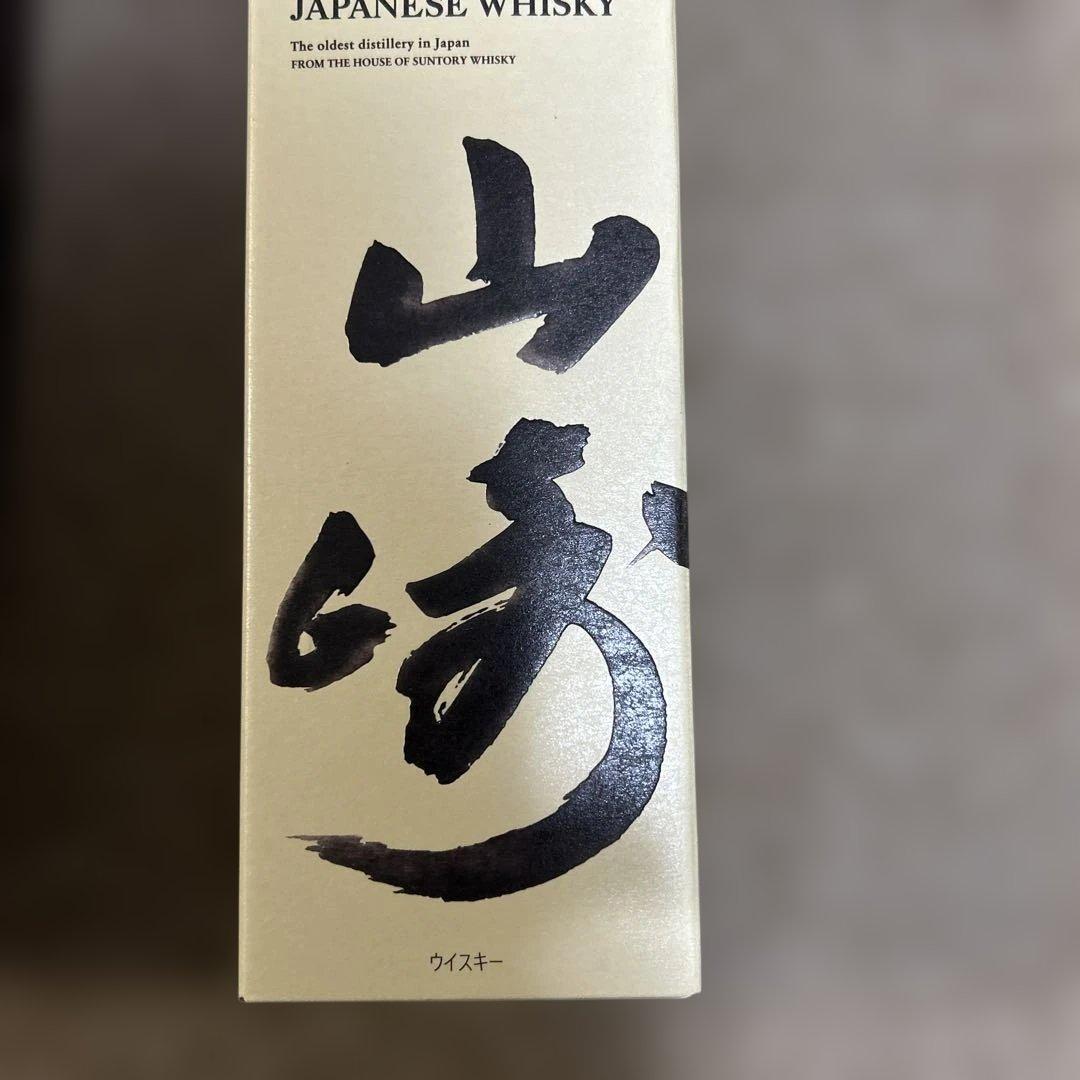 JAPANESE WHISKY
The oldest distillery in Japan
FROM THE HOUSE OF SUNTORY WHISKY
山
崎
ウイスキー